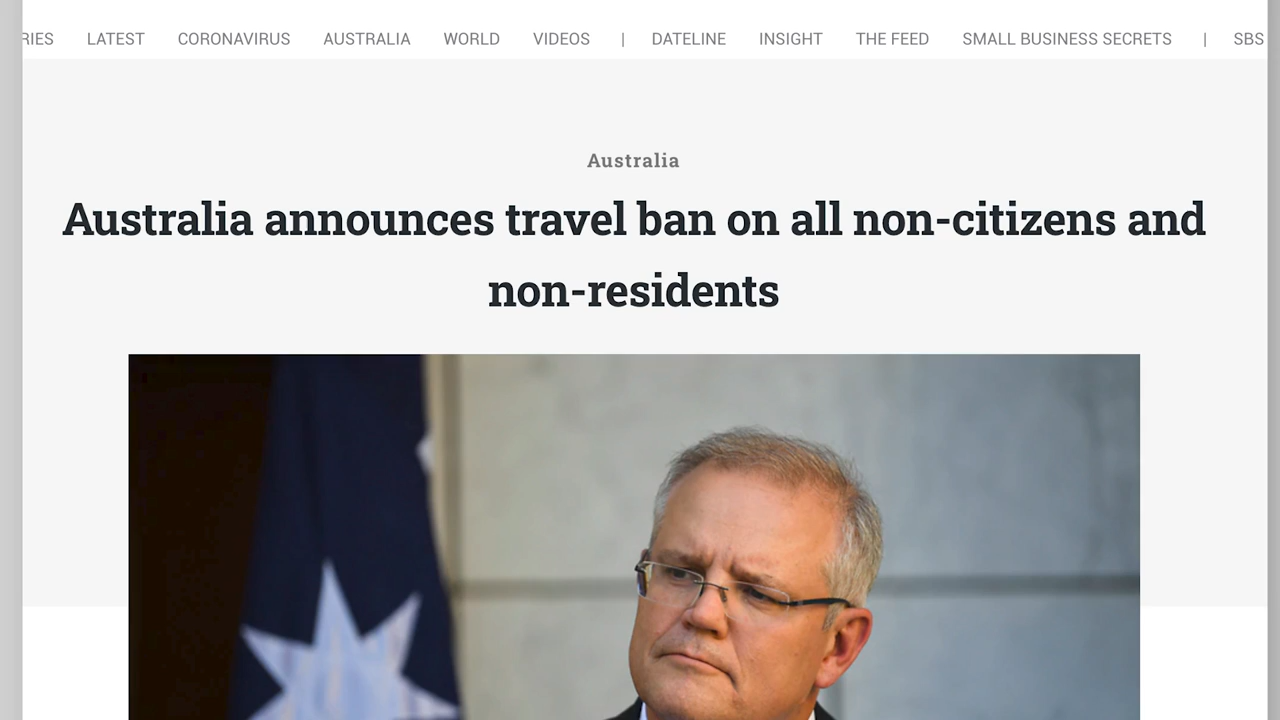 RIES LATEST CORONAVIRUS AUSTRALIA WORLD VIDEOS | DATELINE INSIGHT THE FEED SMALL BUSINESS SECRETS | SBS
Australia
Australia announces travel ban on all non-citizens and
non-residents